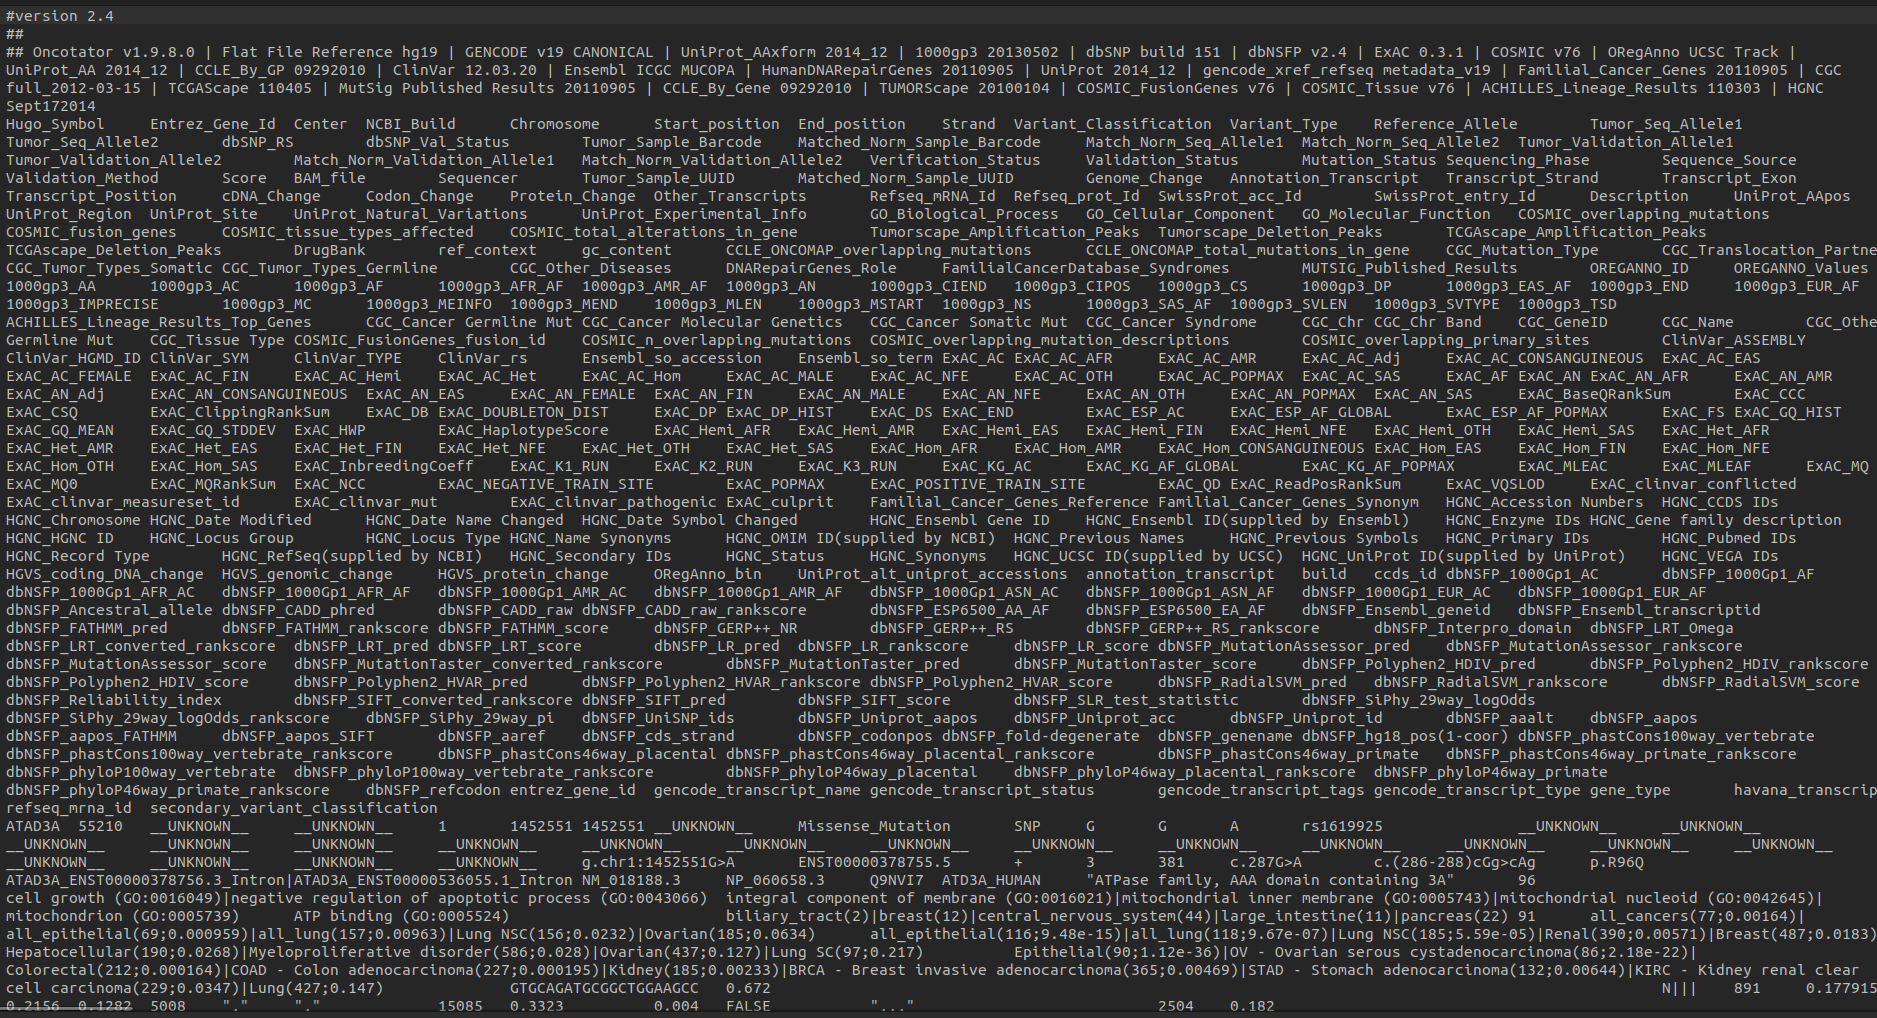 #version 2.4
##
## Oncotator v1.9.8.0 | Flat File Reference hg19 | GENCODE v19 CANONICAL | UniProt_AAxform 2014_12 | 1000gp3 20130502 | dbSNP build 151 | dbNSFP v2.4 | ExAC 0.3.1 | COSMIC v76 | ORegAnno UCSC Track |
UniProt_AA 2014_12 | CCLE_By_GP 09292010 | ClinVar 12.03.20 | Ensembl ICGC MUCOPA | HumanDNARepairGenes 20110905 | UniProt 2014_12 | gencode_xref_refseq metadata_v19 | Familial_Cancer_Genes 20110905 | CGC
full_2012-03-15 | TCGAScape 110405 | MutSig Published Results 20110905 | CCLE_By_Gene 09292010 | TUMORScape 20100104 | COSMIC_FusionGenes v76 | COSMIC_Tissue v76 | ACHILLES_Lineage_Results 110303 | HGNC
Sept172014
Hugo_Symbol Entrez_Gene_Id Center NCBI_Build Chromosome Start_position End_position Strand Variant_Classification Variant_Type Reference_Allele Tumor_Seq_Allele1
Tumor_Seq_Allele2 dbSNP_RS dbSNP_Val_Status Tumor_Sample_Barcode Matched_Norm_Sample_Barcode Match_Norm_Seq_Allele1 Match_Norm_Seq_Allele2 Tumor_Validation_Allele1
Tumor_Validation_Allele2 Match_Norm_Validation_Allele1 Match_Norm_Validation_Allele2 Verification_Status Validation_Status Mutation_Status Sequencing_Phase Sequence_Source
Validation_Method Score BAM_file Sequencer Tumor_Sample_UUID Matched_Norm_Sample_UUID Genome_Change Annotation_Transcript Transcript_Strand Transcript_Exon
Transcript_Position cDNA_Change Codon_Change Protein_Change Other_Transcripts Refseq_mRNA_Id Refseq_prot_Id SwissProt_acc_Id SwissProt_entry_Id Description UniProt_AApos
UniProt_Region UniProt_Site UniProt_Natural_Variations UniProt_Experimental_Info GO_Biological_Process GO_Cellular_Component GO_Molecular_Function COSMIC_overlapping_mutations
COSMIC_fusion_genes COSMIC_tissue_types_affected COSMIC_total_alterations_in_gene Tumorscape_Amplification_Peaks Tumorscape_Deletion_Peaks TCGAscape_Amplification_Peaks
TCGAscape_Deletion_Peaks DrugBank ref_context gc_content CCLE_ONCOMAP_overlapping_mutations CCLE_ONCOMAP_total_mutations_in_gene CGC_Mutation_Type CGC_Translocation_Partne
CGC_Tumor_Types_Somatic CGC_Tumor_Types_Germline CGC_Other_Diseases DNARepairGenes_Role FamilialCancerDatabase_Syndromes MUTSIG_Published_Results OREGANNO_ID OREGANNO_Values
1000gp3_AA 1000gp3_AC 1000gp3_AF 1000gp3_AFR_AF 1000gp3_AMR_AF 1000gp3_AN 1000gp3_CIEND 1000gp3_CIPOS 1000gp3_CS 1000gp3_DP 1000gp3_EAS_AF 1000gp3_END 1000gp3_EUR_AF
1000gp3_IMPRECISE 1000gp3_MC 1000gp3_MEINFO 1000gp3_MEND 1000gp3_MLEN 1000gp3_MSTART 1000gp3_NS 1000gp3_SAS_AF 1000gp3_SVLEN 1000gp3_SVTYPE 1000gp3_TSD
ACHILLES_Lineage_Results_Top_Genes CGC_Cancer Germline Mut CGC_Cancer Molecular Genetics CGC_Cancer Somatic Mut CGC_Cancer Syndrome CGC_Chr CGC_Chr Band CGC_GeneID CGC_Name CGC_Othe
Germline Mut CGC_Tissue Type COSMIC_FusionGenes_fusion_id COSMIC_n_overlapping_mutations COSMIC_overlapping_mutation_descriptions COSMIC_overlapping_primary_sites ClinVar_ASSEMBLY
ClinVar_HGMD_ID ClinVar_SYM ClinVar_TYPE ClinVar_rs Ensembl_so_accession Ensembl_so_term ExAC_AC ExAC_AC_AFR ExAC_AC_AMR ExAC_AC_Adj ExAC_AC_CONSANGUINEOUS ExAC_AC_EAS
ExAC_AC_FEMALE ExAC_AC_FIN ExAC_AC_Hemi ExAC_AC_Het ExAC_AC_Hom ExAC_AC_MALE ExAC_AC_NFE ExAC_AC_OTH ExAC_AC_POPMAX ExAC_AC_SAS ExAC_AF ExAC_AN ExAC_AN_AFR ExAC_AN_AMR
ExAC_AN_Adj ExAC_AN_CONSANGUINEOUS ExAC_AN_EAS ExAC_AN_FEMALE ExAC_AN_FIN ExAC_AN_MALE ExAC_AN_NFE ExAC_AN_OTH ExAC_AN_POPMAX ExAC_AN_SAS ExAC_BaseQRankSum ExAC_CCC
ExAC_CSQ ExAC_ClippingRankSum ExAC_DB ExAC_DOUBLETON_DIST ExAC_DP ExAC_DP_HIST ExAC_DS ExAC_END ExAC_ESP_AC ExAC_ESP_AF_GLOBAL ExAC_ESP_AF_POPMAX ExAC_FS ExAC_GQ_HIST
ExAC_GQ_MEAN ExAC_GQ_STDDEV ExAC_HWP ExAC_HaplotypeScore ExAC_Hemi_AFR ExAC_Hemi_AMR ExAC_Hemi_EAS ExAC_Hemi_FIN ExAC_Hemi_NFE ExAC_Hemi_OTH ExAC_Hemi_SAS ExAC_Het_AFR
ExAC_Het_AMR ExAC_Het_EAS ExAC_Het_FIN ExAC_Het_NFE ExAC_Het_OTH ExAC_Het_SAS ExAC_Hom_AFR ExAC_Hom_AMR ExAC_Hom_CONSANGUINEOUS ExAC_Hom_EAS ExAC_Hom_FIN ExAC_Hom_NFE
ExAC_Hom_OTH ExAC_Hom_SAS ExAC_InbreedingCoeff ExAC_K1_RUN ExAC_K2_RUN ExAC_K3_RUN ExAC_KG_AC ExAC_KG_AF_GLOBAL ExAC_KG_AF_POPMAX ExAC_MLEAC ExAC_MLEAF ExAC_MQ
ExAC_MQ0 ExAC_MQRankSum ExAC_NCC ExAC_NEGATIVE_TRAIN_SITE ExAC_POPMAX ExAC_POSITIVE_TRAIN_SITE ExAC_QD ExAC_ReadPosRankSum ExAC_VQSLOD ExAC_clinvar_conflicted
ExAC_clinvar_measureset_id ExAC_clinvar_mut ExAC_clinvar_pathogenic ExAC_culprit Familial_Cancer_Genes_Reference Familial_Cancer_Genes_Synonym HGNC_Accession Numbers HGNC_CCDS IDs
HGNC_Chromosome HGNC_Date Modified HGNC_Date Name Changed HGNC_Date Symbol Changed HGNC_Ensembl Gene ID HGNC_Ensembl ID(supplied by Ensembl) HGNC_Enzyme IDs HGNC_Gene family description
HGNC_HGNC ID HGNC_Locus Group HGNC_Locus Type HGNC_Name Synonyms HGNC_OMIM ID(supplied by NCBI) HGNC_Previous Names HGNC_Previous Symbols HGNC_Primary IDs HGNC_Pubmed IDs
HGNC_Record Type HGNC_RefSeq(supplied by NCBI) HGNC_Secondary IDs HGNC_Status HGNC_Synonyms HGNC_UCSC ID(supplied by UCSC) HGNC_UniProt ID(supplied by UniProt) HGNC_VEGA IDs
HGVS_coding_DNA_change HGVS_genomic_change HGVS_protein_change ORegAnno_bin UniProt_alt_uniprot_accessions annotation_transcript build ccds_id dbNSFP_1000Gp1_AC dbNSFP_1000Gp1_AF
dbNSFP_1000Gp1_AFR_AC dbNSFP_1000Gp1_AFR_AF dbNSFP_1000Gp1_AMR_AC dbNSFP_1000Gp1_AMR_AF dbNSFP_1000Gp1_ASN_AC dbNSFP_1000Gp1_ASN_AF dbNSFP_1000Gp1_EUR_AC dbNSFP_1000Gp1_EUR_AF
dbNSFP_Ancestral_allele dbNSFP_CADD_phred dbNSFP_CADD_raw dbNSFP_CADD_raw_rankscore dbNSFP_ESP6500_AA_AF dbNSFP_ESP6500_EA_AF dbNSFP_Ensembl_geneid dbNSFP_Ensembl_transcriptid
dbNSFP_FATHMM_pred dbNSFP_FATHMM_rankscore dbNSFP_FATHMM_score dbNSFP_GERP++_NR dbNSFP_GERP++_RS dbNSFP_GERP++_RS_rankscore dbNSFP_Interpro_domain dbNSFP_LRT_Omega
dbNSFP_LRT_converted_rankscore dbNSFP_LRT_pred dbNSFP_LRT_score dbNSFP_LR_pred dbNSFP_LR_rankscore dbNSFP_LR_score dbNSFP_MutationAssessor_pred dbNSFP_MutationAssessor_rankscore
dbNSFP_MutationAssessor_score dbNSFP_MutationTaster_converted_rankscore dbNSFP_MutationTaster_pred dbNSFP_MutationTaster_score dbNSFP_Polyphen2_HDIV_pred dbNSFP_Polyphen2_HDIV_rankscore
dbNSFP_Polyphen2_HDIV_score dbNSFP_Polyphen2_HVAR_pred dbNSFP_Polyphen2_HVAR_rankscore dbNSFP_Polyphen2_HVAR_score dbNSFP_RadialSVM_pred dbNSFP_RadialSVM_rankscore dbNSFP_RadialSVM_score
dbNSFP_Reliability_index dbNSFP_SIFT_converted_rankscore dbNSFP_SIFT_pred dbNSFP_SIFT_score dbNSFP_SLR_test_statistic dbNSFP_SiPhy_29way_logOdds
dbNSFP_SiPhy_29way_logOdds_rankscore dbNSFP_SiPhy_29way_pi dbNSFP_UniSNP_ids dbNSFP_Uniprot_aapos dbNSFP_Uniprot_acc dbNSFP_Uniprot_id dbNSFP_aaalt dbNSFP_aapos
dbNSFP_aapos_FATHMM dbNSFP_aapos_SIFT dbNSFP_aaref dbNSFP_cds_strand dbNSFP_codonpos dbNSFP_fold-degenerate dbNSFP_genename dbNSFP_hg18_pos(1-coor) dbNSFP_phastCons100way_vertebrate
dbNSFP_phastCons100way_vertebrate_rankscore dbNSFP_phastCons46way_placental dbNSFP_phastCons46way_placental_rankscore dbNSFP_phastCons46way_primate dbNSFP_phastCons46way_primate_rankscore
dbNSFP_phyloP100way_vertebrate dbNSFP_phyloP100way_vertebrate_rankscore dbNSFP_phyloP46way_placental dbNSFP_phyloP46way_placental_rankscore dbNSFP_phyloP46way_primate
dbNSFP_phyloP46way_primate_rankscore dbNSFP_refcodon entrez_gene_id gencode_transcript_name gencode_transcript_status gencode_transcript_tags gencode_transcript_type gene_type havana_transcrip
refseq_mrna_id secondary_variant_classification
ATAD3A 55210 __UNKNOWN__ __UNKNOWN__ 1 1452551 1452551 __UNKNOWN__ Missense_Mutation SNP G G A rs1619925 __UNKNOWN__ __UNKNOWN__
__UNKNOWN__ __UNKNOWN__ __UNKNOWN__ __UNKNOWN__ __UNKNOWN__ __UNKNOWN__ __UNKNOWN__ __UNKNOWN__ __UNKNOWN__ __UNKNOWN__ __UNKNOWN__ __UNKNOWN__ __UNKNOWN__
__UNKNOWN__ __UNKNOWN__ __UNKNOWN__ __UNKNOWN__ g.chr1:1452551G>A ENST00000378755.5 + 3 381 c.287G>A c.(286-288)cGg>cAg p.R96Q
ATAD3A_ENST00000378756.3_Intron|ATAD3A_ENST00000536055.1_Intron NM_018188.3 NP_060658.3 Q9NVI7 ATD3A_HUMAN "ATPase family, AAA domain containing 3A" 96
cell growth (GO:0016049)|negative regulation of apoptotic process (GO:0043066) integral component of membrane (GO:0016021)|mitochondrial inner membrane (GO:0005743)|mitochondrial nucleoid (GO:0042645)|
mitochondrion (GO:0005739) ATP binding (GO:0005524) biliary_tract(2)|breast(12)|central_nervous_system(44)|large_intestine(11)|pancreas(22) 91 all_cancers(77;0.00164)|
all_epithelial(69;0.000959)|all_lung(157;0.00963)|Lung NSC(156;0.0232)|Ovarian(185;0.0634) all_epithelial(116;9.48e-15)|all_lung(118;9.67e-07)|Lung NSC(185;5.59e-05)|Renal(390;0.00571)|Breast(487;0.0183)
Hepatocellular(190;0.0268)|Myeloproliferative disorder(586;0.028)|Ovarian(437;0.127)|Lung SC(97;0.217) Epithelial(90;1.12e-36)|OV - Ovarian serous cystadenocarcinoma(86;2.18e-22)|
Colorectal(212;0.000164)|COAD - Colon adenocarcinoma(227;0.000195)|Kidney(185;0.00233)|BRCA - Breast invasive adenocarcinoma(365;0.00469)|STAD - Stomach adenocarcinoma(132;0.00644)|KIRC - Kidney renal clear
cell carcinoma(229;0.0347)|Lung(427;0.147) GTGCAGATGCGGCTGGAAGCC 0.672 N||| 891 0.177915
0.2156 0.1282 5008 "." "." 15085 0.3323 0.004 FALSE "..." 2504 0.182